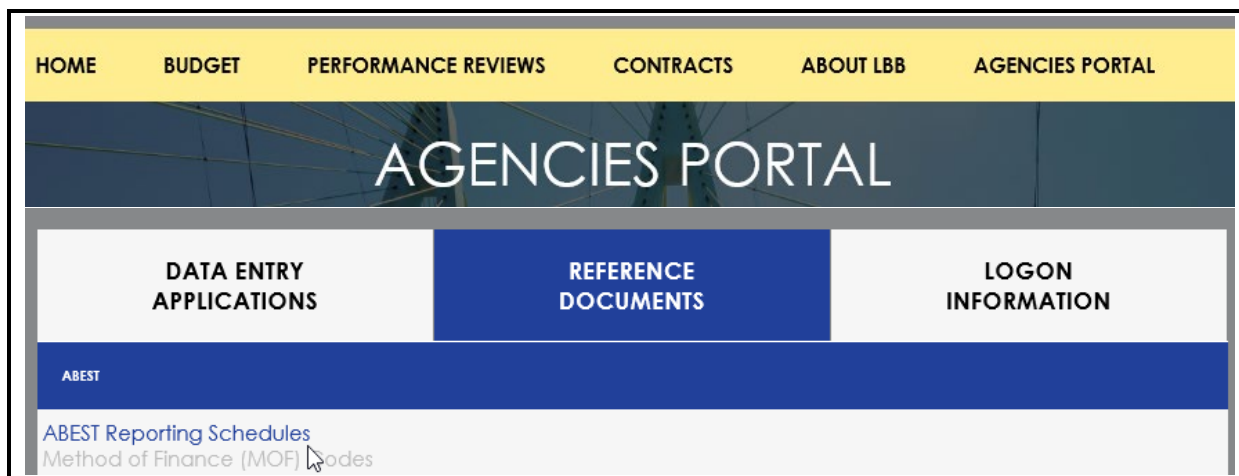 HOME BUDGET PERFORMANCE REVIEWS CONTRACTS ABOUT LBB AGENCIES PORTAL
AGENCIES PORTAL
DATA ENTRY
APPLICATIONS
REFERENCE
DOCUMENTS
LOGON
INFORMATION
ABEST
ABEST Reporting Schedules
Method of Finance (MOF) Codes